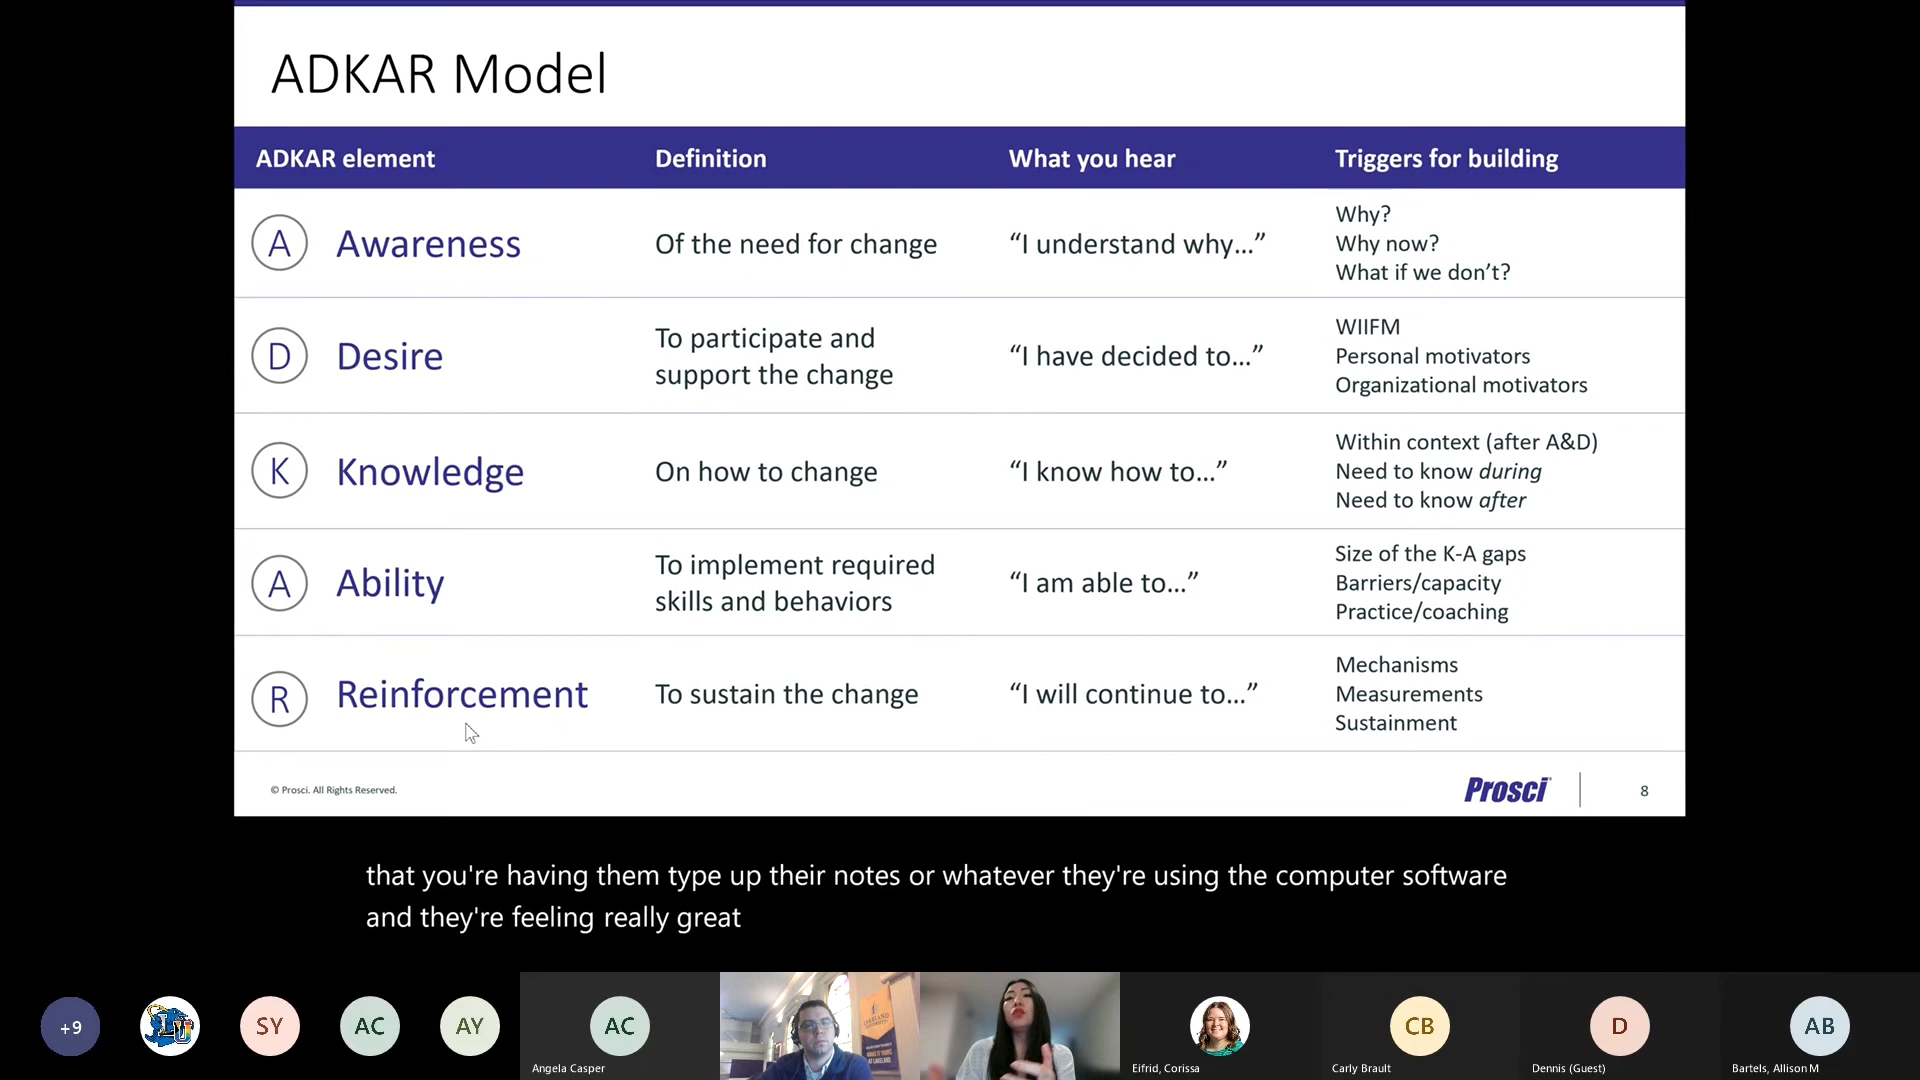 ADKAR Model
ADKAR element
Definition
What you hear
Triggers for building
A
Awareness
Of the need for change
“I understand why…”
Why?
Why now?
What if we don’t?
D
Desire
To participate and
support the change
“I have decided to…”
WIIFM
Personal motivators
Organizational motivators
K
Knowledge
On how to change
“I know how to…”
Within context (after A&D)
Need to know during
Need to know after
A
Ability
To implement required
skills and behaviors
“I am able to…”
Size of the K-A gaps
Barriers/capacity
Practice/coaching
R
Reinforcement
To sustain the change
“I will continue to…”
Mechanisms
Measurements
Sustainment
© Prosci. All Rights Reserved.
Prosci
8
that you're having them type up their notes or whatever they're using the computer software
and they're feeling really great
+9
LU
SY
AC
AY
AC
Angela Casper
Eifrid, Corissa
CB
Carly Brault
D
Dennis (Guest)
AB
Bartels, Allison M